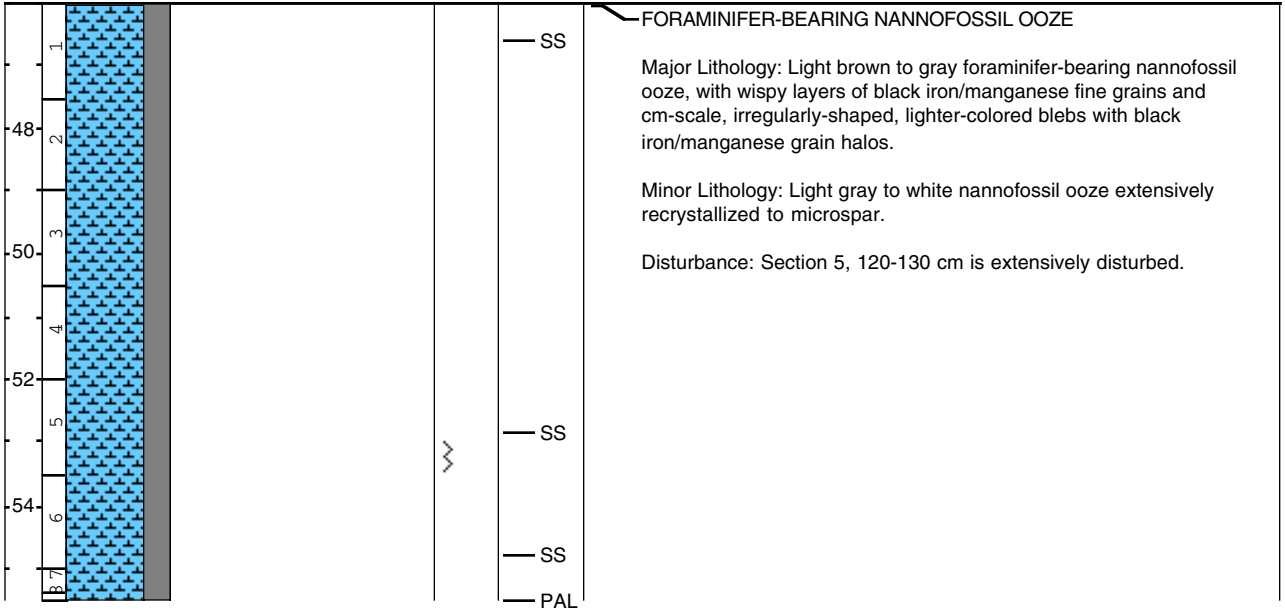 FORAMINIFER-BEARING NANNOFOSSIL OOZE
1
SS
Major Lithology: Light brown to gray foraminifer-bearing nannofossil
ooze, with wispy layers of black iron/manganese fine grains and
cm-scale, irregularly-shaped, lighter-colored blebs with black
iron/manganese grain halos.
48
2
Minor Lithology: Light gray to white nannofossil ooze extensively
recrystallized to microspar.
3
50
Disturbance: Section 5, 120-130 cm is extensively disturbed.
4
52
5
SS
54
6
SS
7
8
PAL